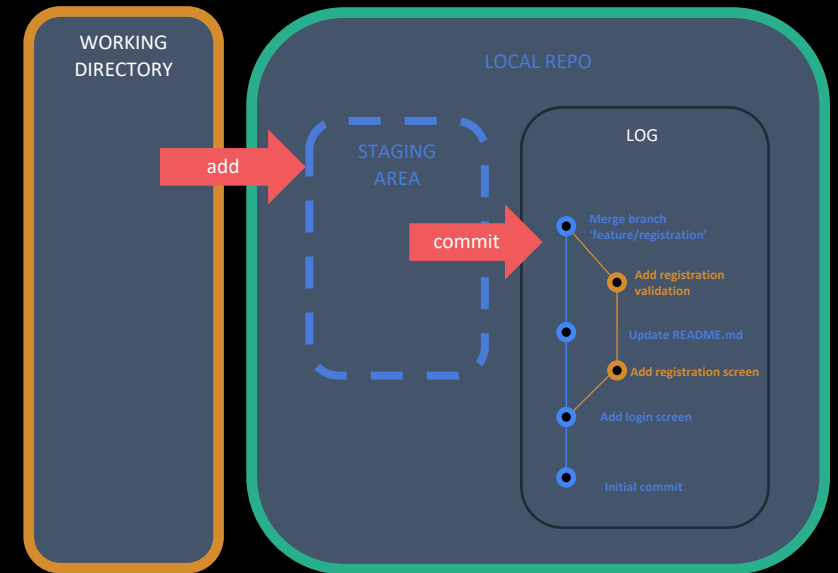 WORKING
DIRECTORY
LOCAL REPO
add
STAGING
AREA
commit
LOG
Merge branch
‘feature/registration’
Add registration
validation
Update README.md
Add registration screen
Add login screen
Initial commit